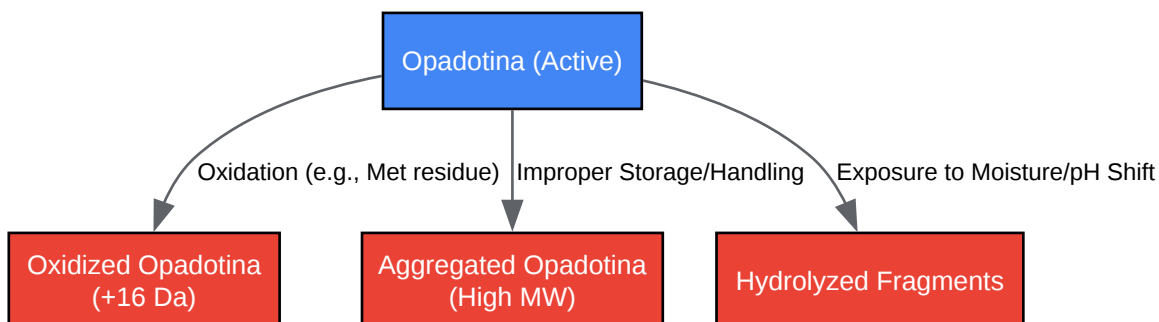 Opadotina (Active)
Oxidation (e.g., Met residue)
Improper Storage/Handling
Exposure to Moisture/pH Shift
Oxidized Opadotina
(+16 Da)
Aggregated Opadotina
(High MW)
Hydrolyzed Fragments